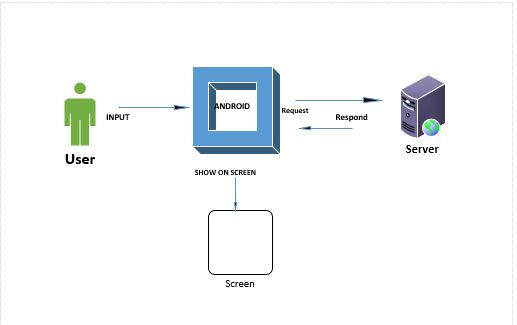 ANDROID
INPUT
Request
Respond
User
Server
SHOW ON SCREEN
Screen